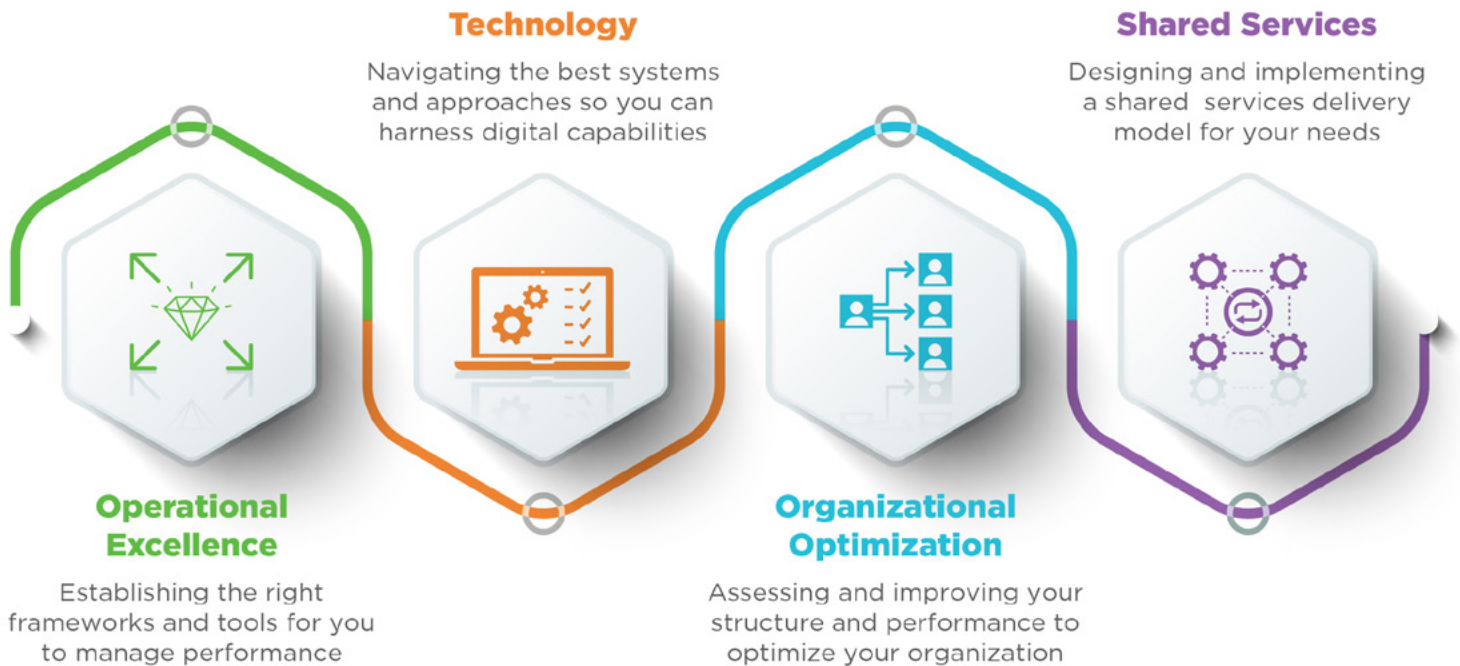 Operational
Excellence
Establishing the right
frameworks and tools for you
to manage performance
Technology
Navigating the best systems
and approaches so you can
harness digital capabilities
Organizational
Optimization
Assessing and improving your
structure and performance to
optimize your organization
Shared Services
Designing and implementing
a shared services delivery
model for your needs